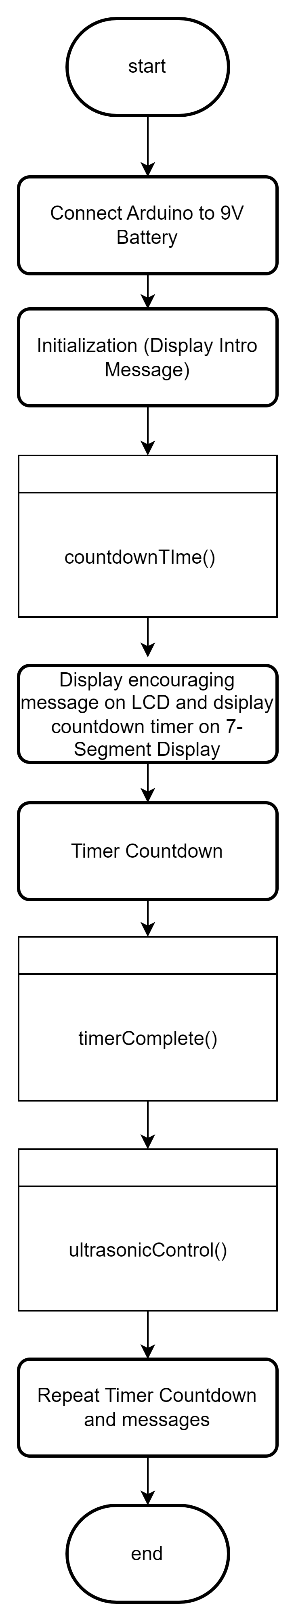 start
Connect Arduino to 9V
Battery
Initialization (Display Intro
Message)
countdownTIme()
Display encouraging
message on LCD and dsiplay
countdown timer on 7-
Segment Display
Timer Countdown
timerComplete()
ultrasonicControl()
Repeat Timer Countdown
and messages
end